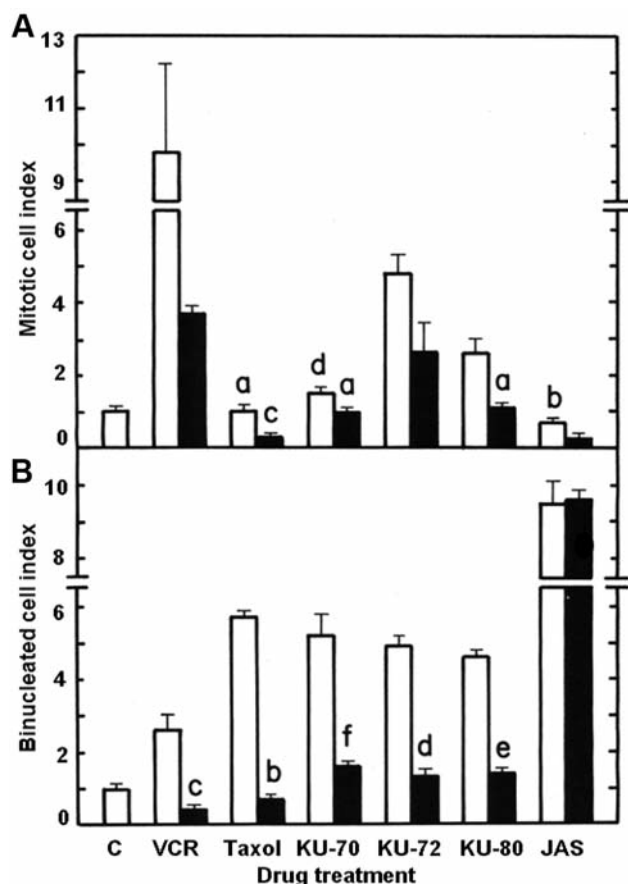 A
13
11
9
6
4
2
0
Mitotic cell index
a
c
d
a
a
b
B
10
8
6
4
2
0
Binucleated cell index
c
b
f
d
e
C VCR Taxol KU-70 KU-72 KU-80 JAS
Drug treatment